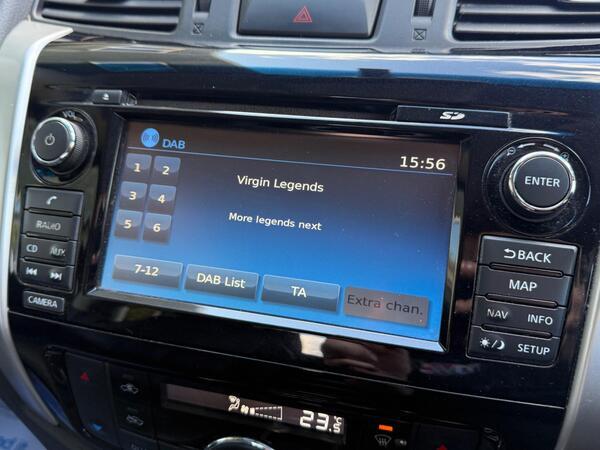 SD
VOL
DAB
15:56
1 2
3 4
5 6
Virgin Legends
More legends next
7-12
DAB List
TA
Extra chan.
RADIO
CD AUX
CAMERA
ENTER
BACK
MAP
NAV INFO
SETUP
23.5°C